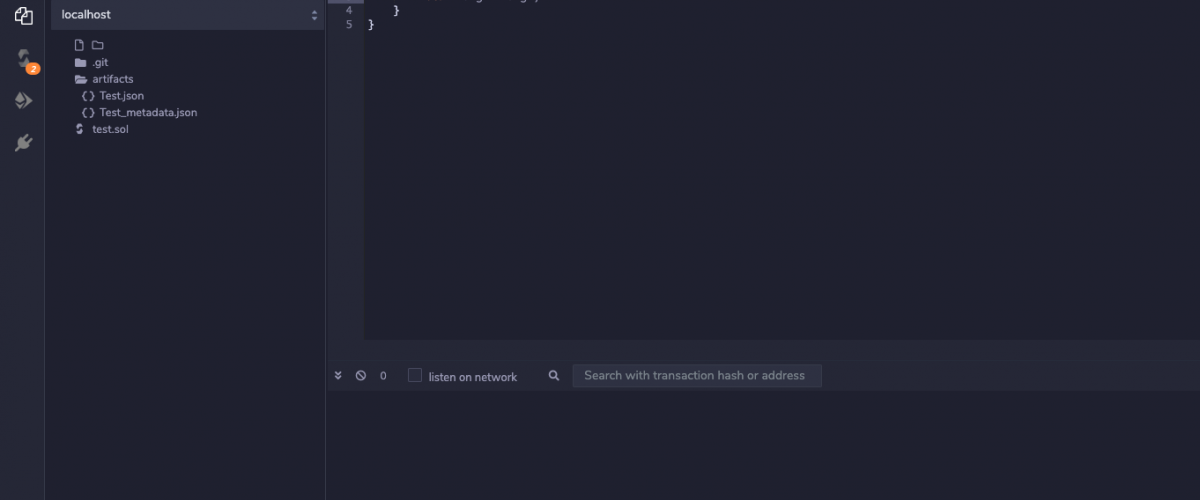 localhost
.git
artifacts
{ } Test.json
{ } Test_metadata.json
test.sol
2
4 }
5 }
0 listen on network Search with transaction hash or address